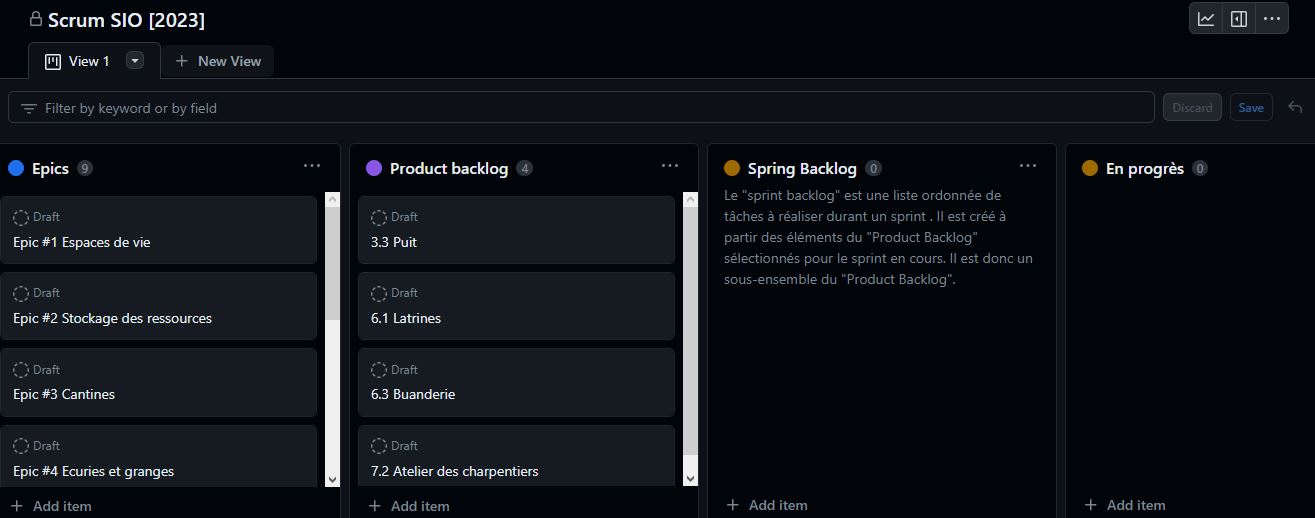 Scrum SIO [2023]
View 1
New View
Filter by keyword or by field
Discard
Save
Epics 9
Draft
Epic #1 Espaces de vie
Draft
Epic #2 Stockage des ressources
Draft
Epic #3 Cantines
Draft
Epic #4 Ecuries et granges
Add item
Product backlog 4
Draft
3.3 Puit
Draft
6.1 Latrines
Draft
6.3 Buanderie
Draft
7.2 Atelier des charpentiers
Add item
Spring Backlog 0
Le "sprint backlog" est une liste ordonnée de
tâches à réaliser durant un sprint . Il est créé à
partir des éléments du "Product Backlog"
sélectionnés pour le sprint en cours. Il est donc un
sous-ensemble du "Product Backlog".
Add item
En progrès 0
Add item